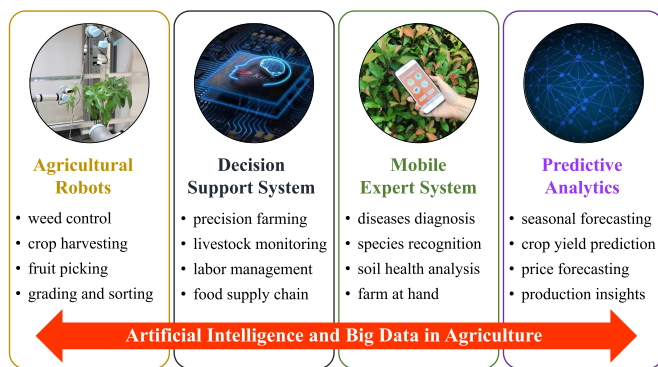 Agricultural
Robots
• weed control
• crop harvesting
• fruit picking
• grading and sorting
Decision
Support System
• precision farming
• livestock monitoring
• labor management
• food supply chain
Mobile
Expert System
• diseases diagnosis
• species recognition
• soil health analysis
• farm at hand
Predictive
Analytics
• seasonal forecasting
• crop yield prediction
• price forecasting
• production insights
Artificial Intelligence and Big Data in Agriculture